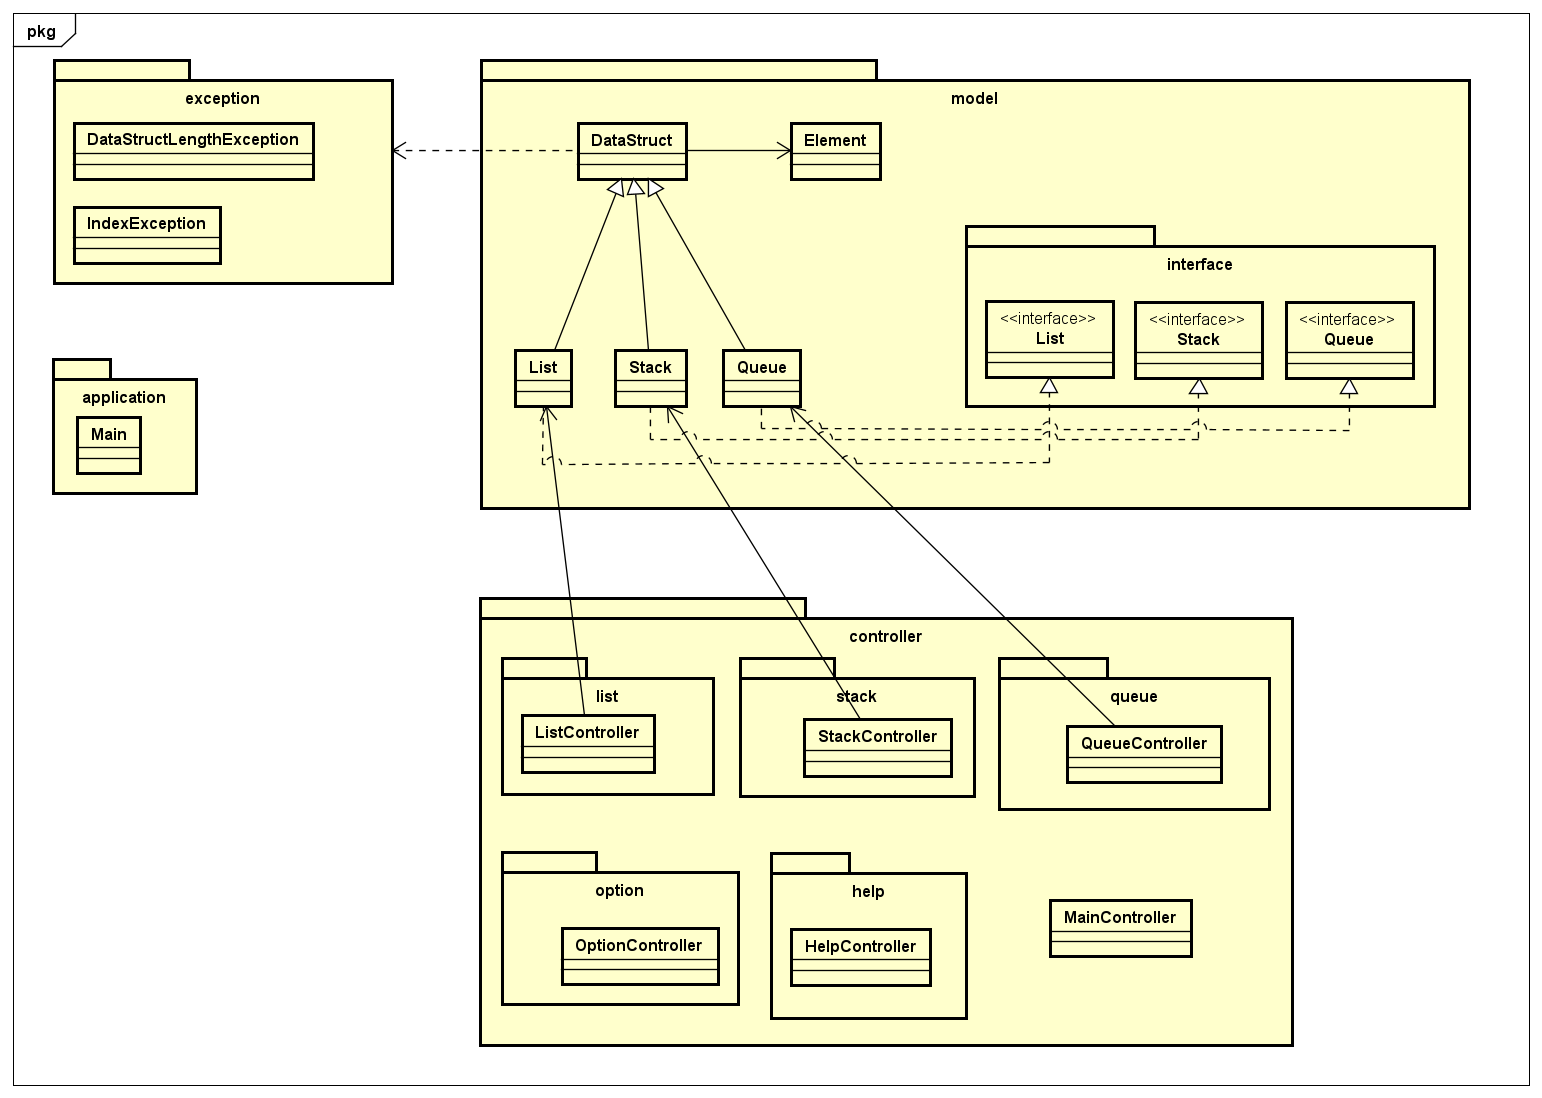 pkg
exception
DataStructLengthException
IndexException
model
DataStruct
Element
interface
<<interface>>
List
<<interface>>
Stack
<<interface>>
Queue
List
Stack
Queue
application
Main
controller
list
ListController
stack
StackController
queue
QueueController
option
OptionController
help
HelpController
MainController